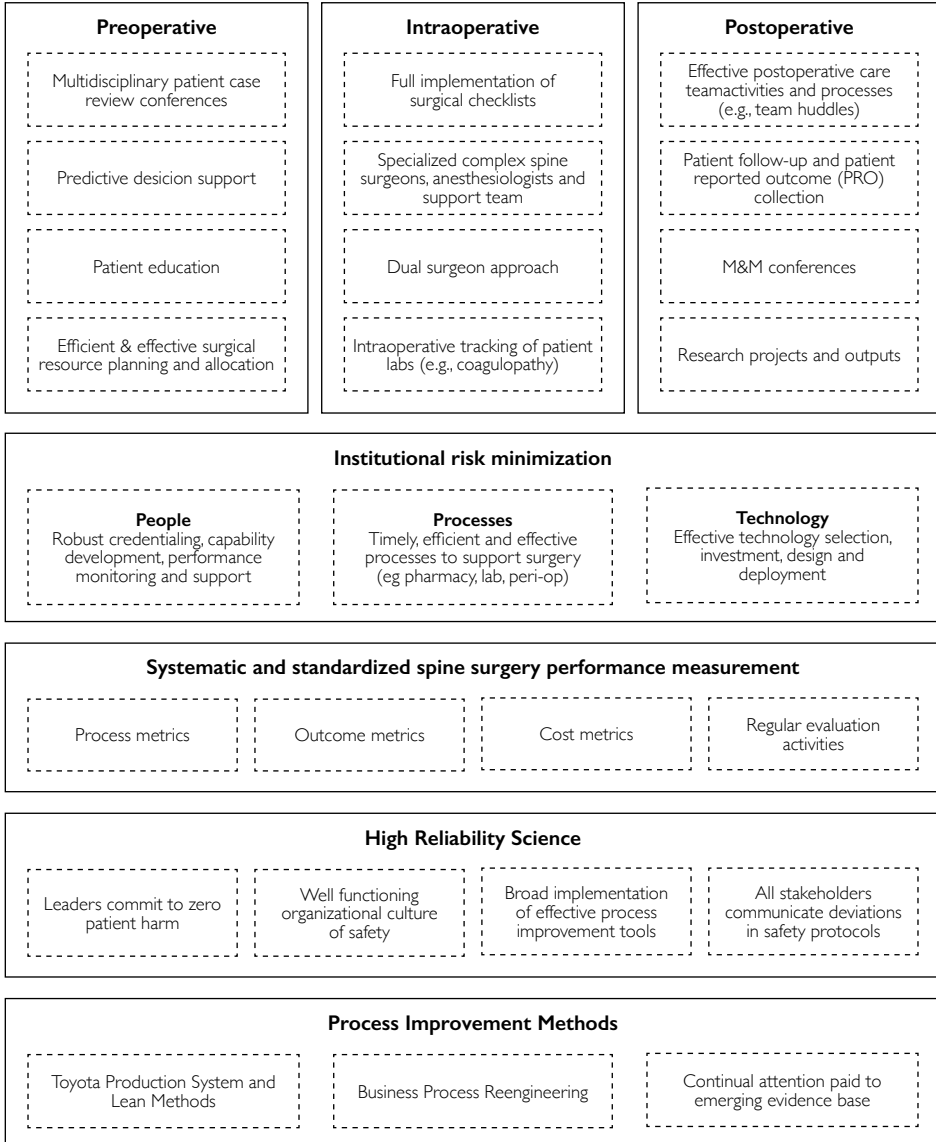 Preoperative
Multidisciplinary patient case
review conferences
Predictive desicion support
Patient education
Efficient & effective surgical
resource planning and allocation
Intraoperative
Full implementation of
surgical checklists
Specialized complex spine
surgeons, anesthesiologists and
support team
Dual surgeon approach
Intraoperative tracking of patient
labs (e.g., coagulopathy)
Postoperative
Effective postoperative care
teamactivities and processes
(e.g., team huddles)
Patient follow-up and patient
reported outcome (PRO)
collection
M&M conferences
Research projects and outputs
Institutional risk minimization
People
Robust credentialing, capability
development, performance
monitoring and support
Processes
Timely, efficient and effective
processes to support surgery
(eg pharmacy, lab, peri-op)
Technology
Effective technology selection,
investment, design and
deployment
Systematic and standardized spine surgery performance measurement
Process metrics
Outcome metrics
Cost metrics
Regular evaluation
activities
High Reliability Science
Leaders commit to zero
patient harm
Well functioning
organizational culture
of safety
Broad implementation
of effective process
improvement tools
All stakeholders
communicate deviations
in safety protocols
Process Improvement Methods
Toyota Production System and
Lean Methods
Business Process Reengineering
Continual attention paid to
emerging evidence base